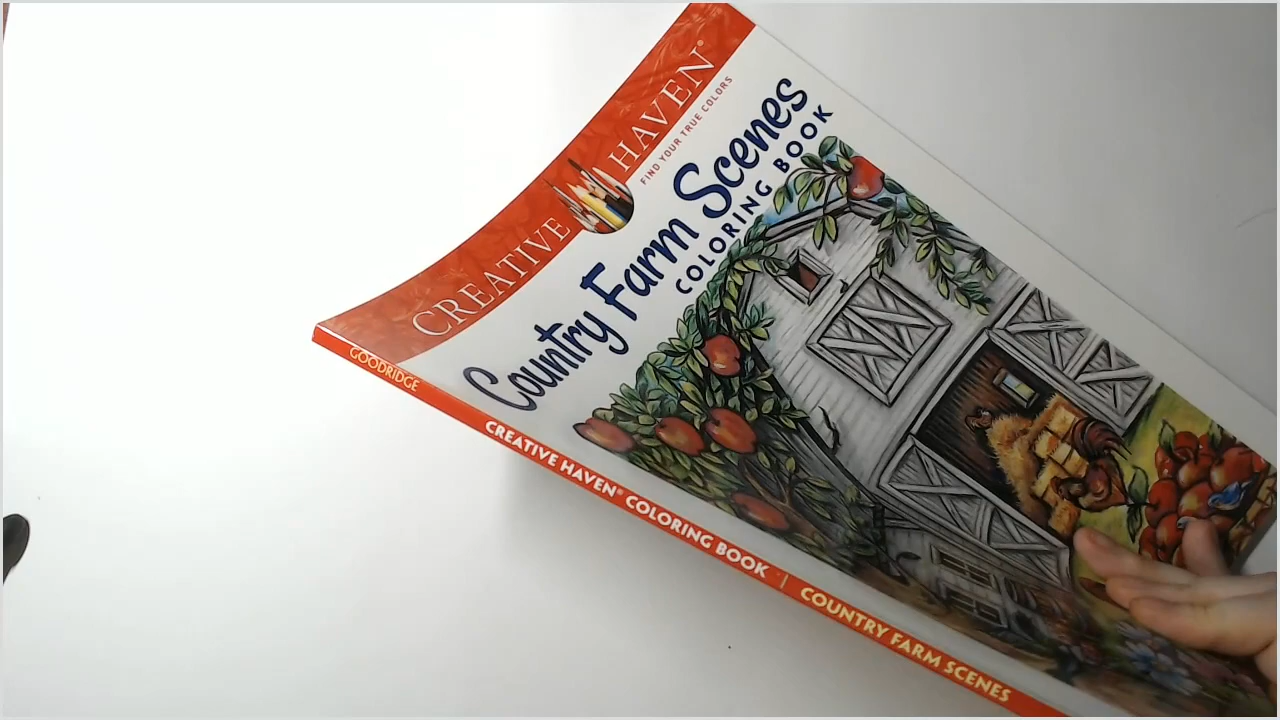 CREATIVE HAVEN®
FIND YOUR TRUE COLORS
Country Farm Scenes
COLORING BOOK
GOODRIDGE
CREATIVE HAVEN® COLORING BOOK | COUNTRY FARM SCENES